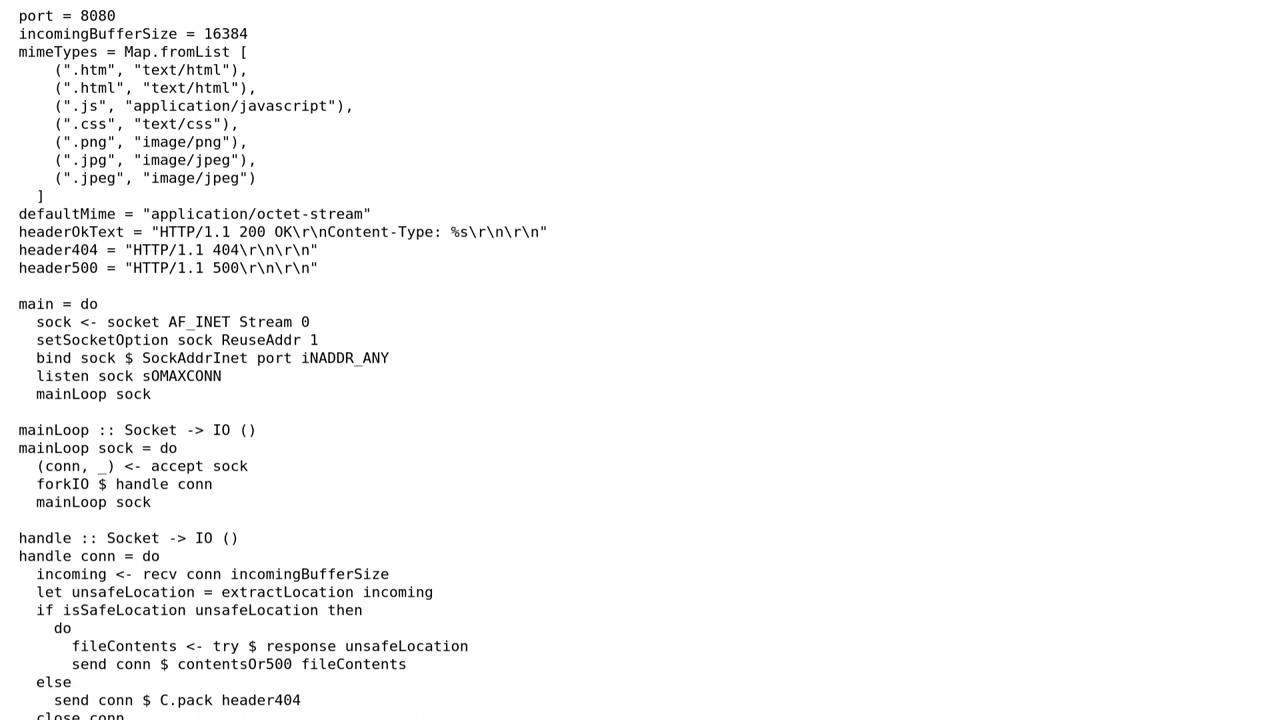 port = 8080
incomingBufferSize = 16384
mimeTypes = Map.fromList [
    (".htm", "text/html"),
    (".html", "text/html"),
    (".js", "application/javascript"),
    (".css", "text/css"),
    (".png", "image/png"),
    (".jpg", "image/jpeg"),
    (".jpeg", "image/jpeg")
  ]
defaultMime = "application/octet-stream"
headerOkText = "HTTP/1.1 200 OK\r\nContent-Type: %s\r\n\r\n"
header404 = "HTTP/1.1 404\r\n\r\n"
header500 = "HTTP/1.1 500\r\n\r\n"

main = do
  sock <- socket AF_INET Stream 0
  setSocketOption sock ReuseAddr 1
  bind sock $ SockAddrInet port iNADDR_ANY
  listen sock sOMAXCONN
  mainLoop sock

mainLoop :: Socket -> IO ()
mainLoop sock = do
  (conn, _) <- accept sock
  forkIO $ handle conn
  mainLoop sock

handle :: Socket -> IO ()
handle conn = do
  incoming <- recv conn incomingBufferSize
  let unsafeLocation = extractLocation incoming
  if isSafeLocation unsafeLocation then
    do
      fileContents <- try $ response unsafeLocation
      send conn $ contentsOr500 fileContents
  else
    send conn $ C.pack header404
  close conn